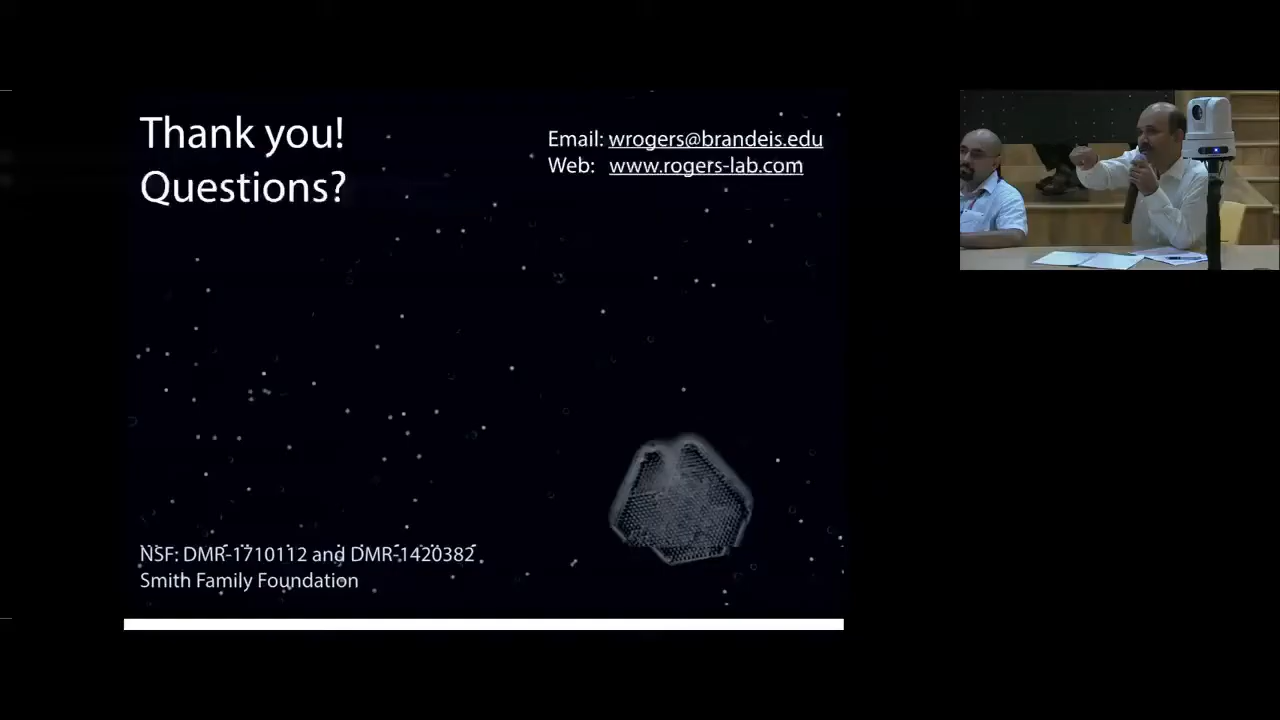 Thank you!
Questions?
Email: wrogers@brandeis.edu
Web: www.rogers-lab.com
NSF: DMR-1710112 and DMR-1420382
Smith Family Foundation